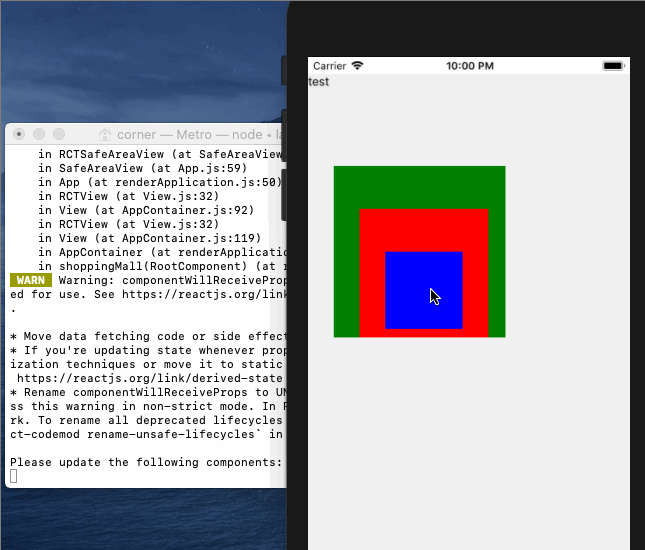 corner — Metro — node ◂ la
in RCTSafeAreaView (at SafeAreaView
in SafeAreaView (at App.js:59)
in App (at renderApplication.js:50)
in RCTView (at View.js:32)
in View (at AppContainer.js:92)
in RCTView (at View.js:32)
in View (at AppContainer.js:119)
in AppContainer (at renderApplicatio
in shoppingMall(RootComponent) (at r
WARN Warning: componentWillReceiveProp
ed for use. See https://reactjs.org/link
.
* Move data fetching code or side effect
* If you're updating state whenever prop
ization techniques or move it to static
https://reactjs.org/link/derived-state
* Rename componentWillReceiveProps to UN
ss this warning in non-strict mode. In R
rk. To rename all deprecated lifecycles
ct-codemod rename-unsafe-lifecycles` in
Please update the following components:
Carrier 10:00 PM
test